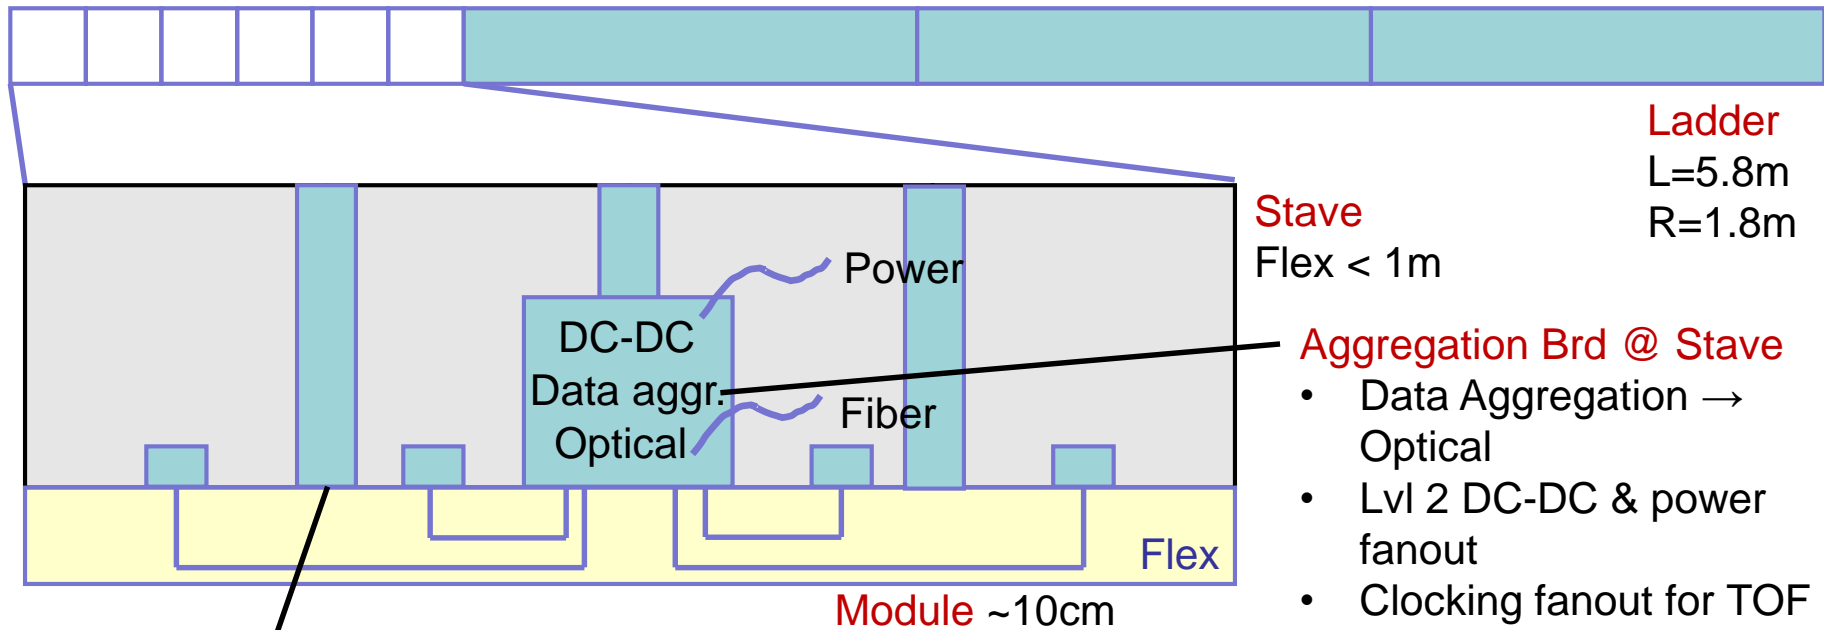 Ladder
L=5.8m
R=1.8m
Stave
Flex < 1m
Power
DC-DC
Data aggr.
Fiber
Optical
Aggregation Brd @ Stave
• Data Aggregation →
Optical
• Lvl 2 DC-DC & power
fanout
• Clocking fanout for TOF
Flex
Module ~10cm